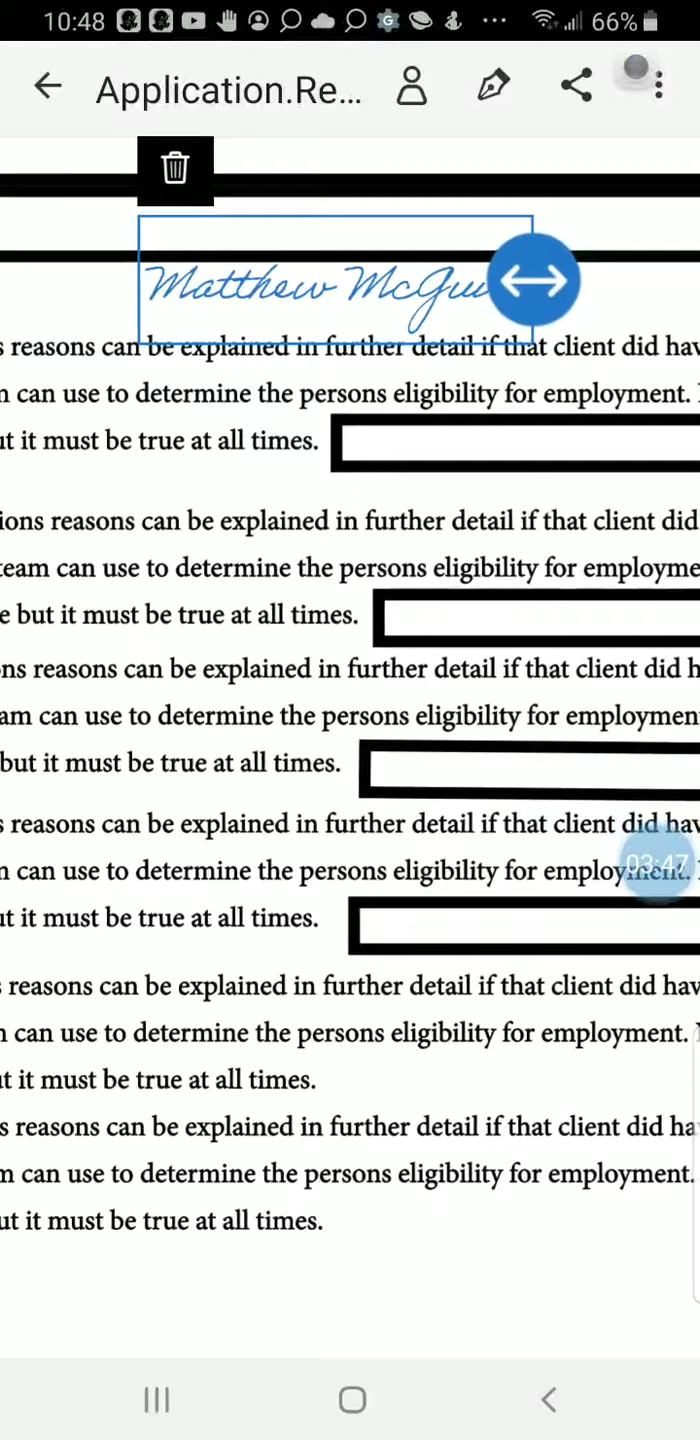 10:48 66%
Application.Re...
Matthew
s reasons can be explained in further detail if that client did hav
n can use to determine the persons eligibility for employment.
ut it must be true at all times.
ions reasons can be explained in further detail if that client did
team can use to determine the persons eligibility for employme
e but it must be true at all times.
ns reasons can be explained in further detail if that client did h
am can use to determine the persons eligibility for employmen
but it must be true at all times.
s reasons can be explained in further detail if that client did hav
n can use to determine the persons eligibility for employment.
03:47
ut it must be true at all times.
s reasons can be explained in further detail if that client did hav
n can use to determine the persons eligibility for employment.
ut it must be true at all times.
s reasons can be explained in further detail if that client did ha
m can use to determine the persons eligibility for employment.
ut it must be true at all times.